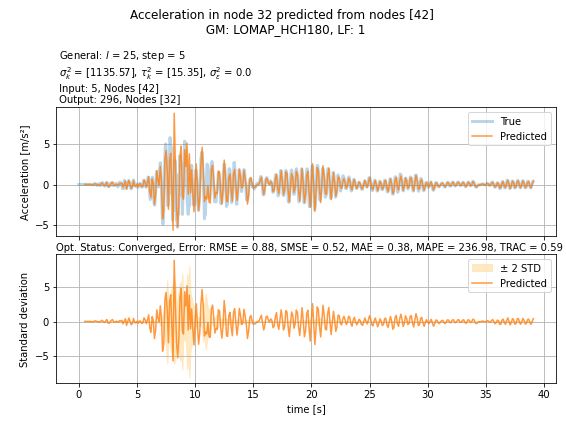 Acceleration in node 32 predicted from nodes [42]
GM: LOMAP_HCH180, LF: 1
General: l = 25, step = 5
σ²ₖ = [1135.57], τ²ₖ = [15.35], σ²ε = 0.0
Input: 5, Nodes [42]
Output: 296, Nodes [32]
Acceleration [m/s²]
5
0
−5
True
Predicted
Opt. Status: Converged, Error: RMSE = 0.88, SMSE = 0.52, MAE = 0.38, MAPE = 236.98, TRAC = 0.59
Standard deviation
5
0
−5
± 2 STD
Predicted
0 5 10 15 20 25 30 35 40
time [s]